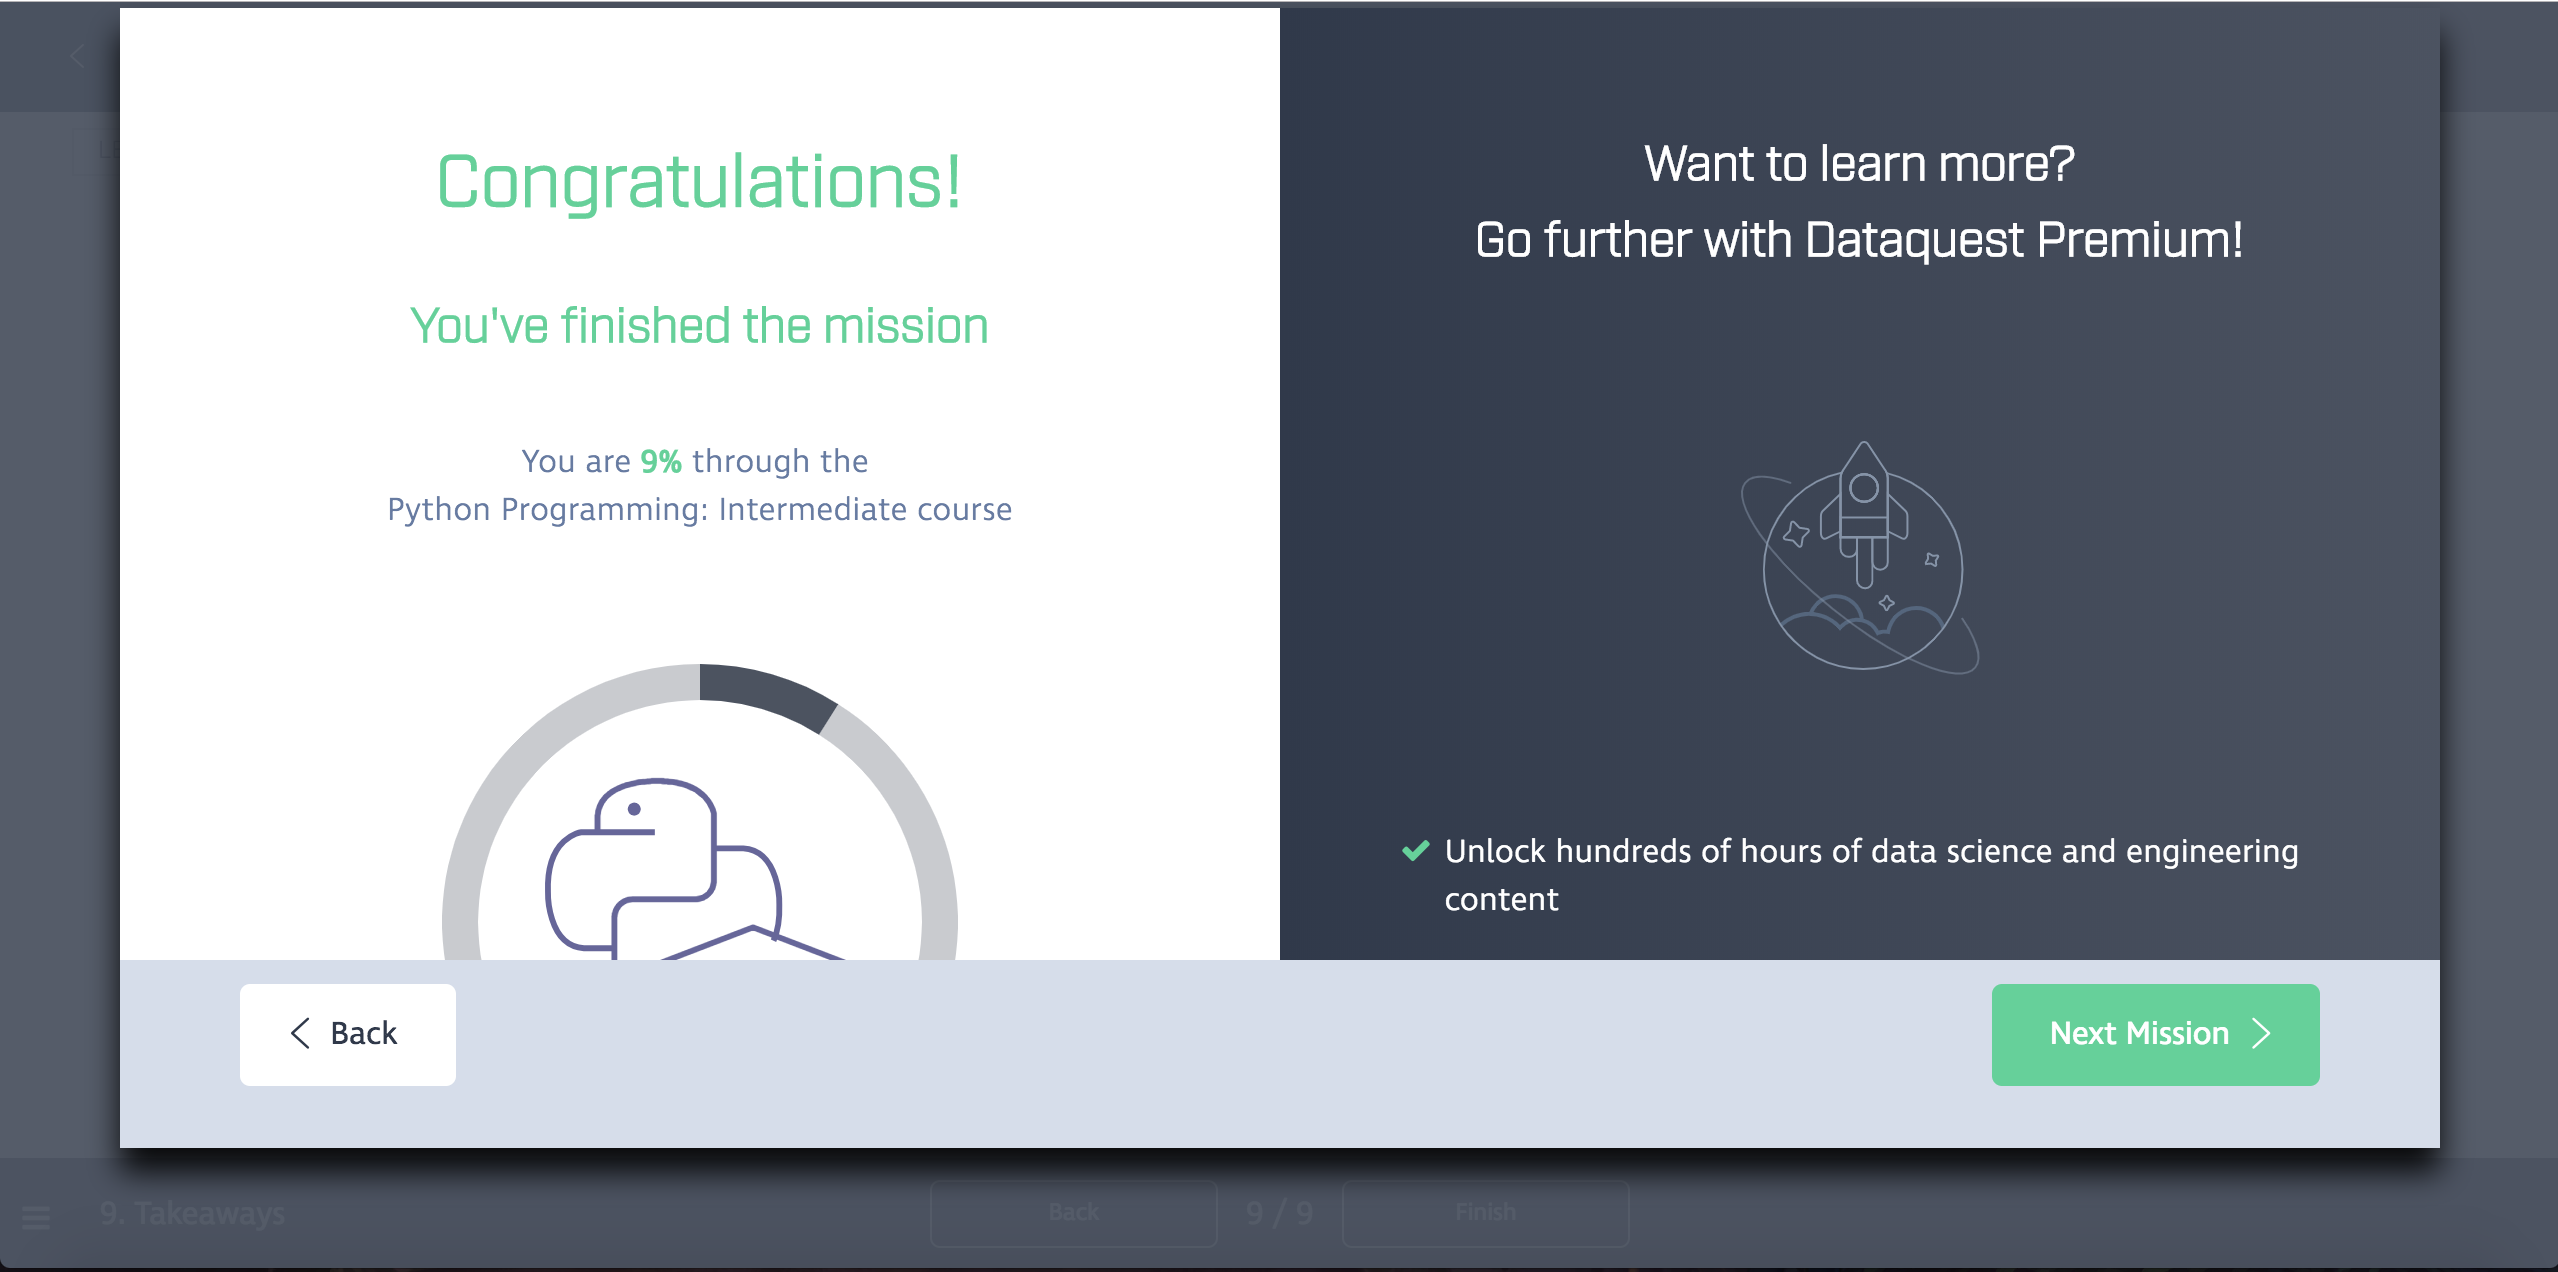 Congratulations!
You've finished the mission
You are 9% through the
Python Programming: Intermediate course
Want to learn more?
Go further with Dataquest Premium!
Unlock hundreds of hours of data science and engineering
content
Back
Next Mission
9. Takeaways
Back
9 / 9
Finish